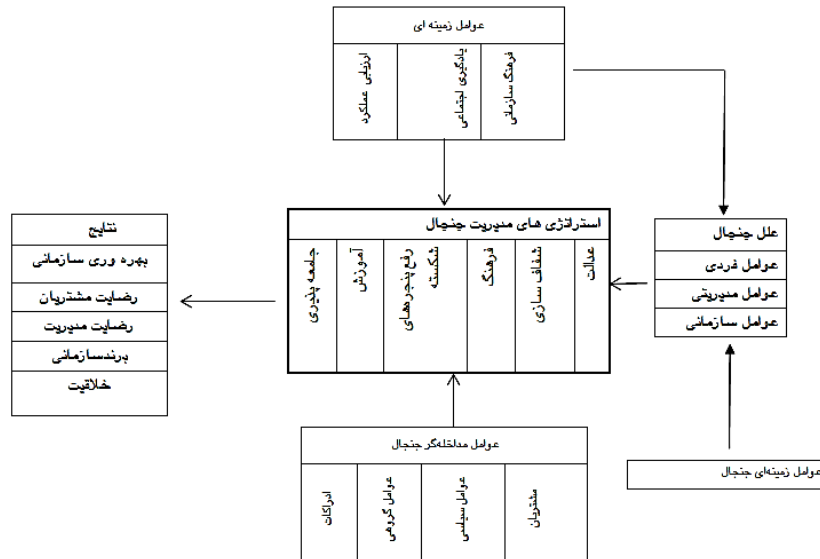 عوامل زمینه ای
فرهنگ سازمانی
یادگیری اجتماعی
ارزیابی عملکرد
علل جنجال
عوامل فردی
عوامل مدیریتی
عوامل سازمانی
استراتژی های مدیریت جنجال
عدالت
شفاف سازی
فرهنگ
رفع پنجره‌های
شکسته
آموزش
جامعه پذیری
نتایج
بهره وری سازمانی
رضایت مشتریان
رضایت مدیریت
برندسازمانی
خلاقیت
عوامل مداخله‌گر جنجال
مشتریان
عوامل سیاسی
عوامل گروهی
ادراکات
عوامل زمینه‌ای جنجال